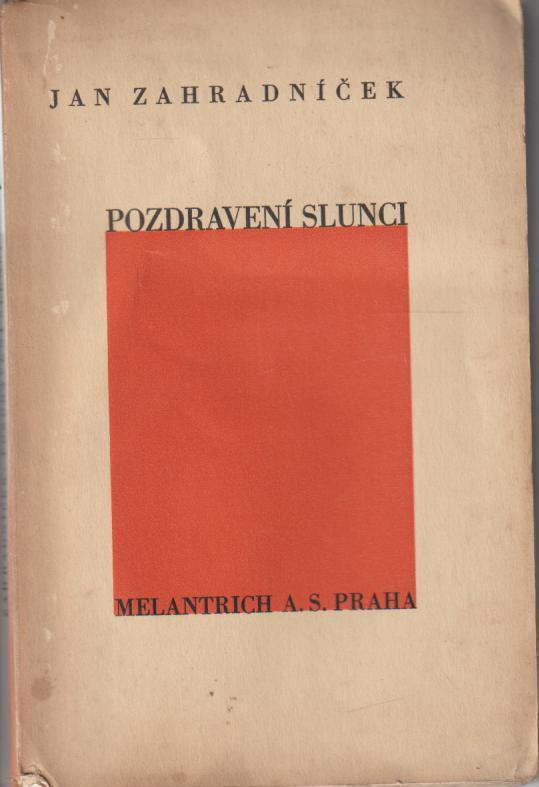 JAN ZAHRADNÍČEK
POZDRAVENÍ SLUNCI
MELANTRICH A. S. PRAHA